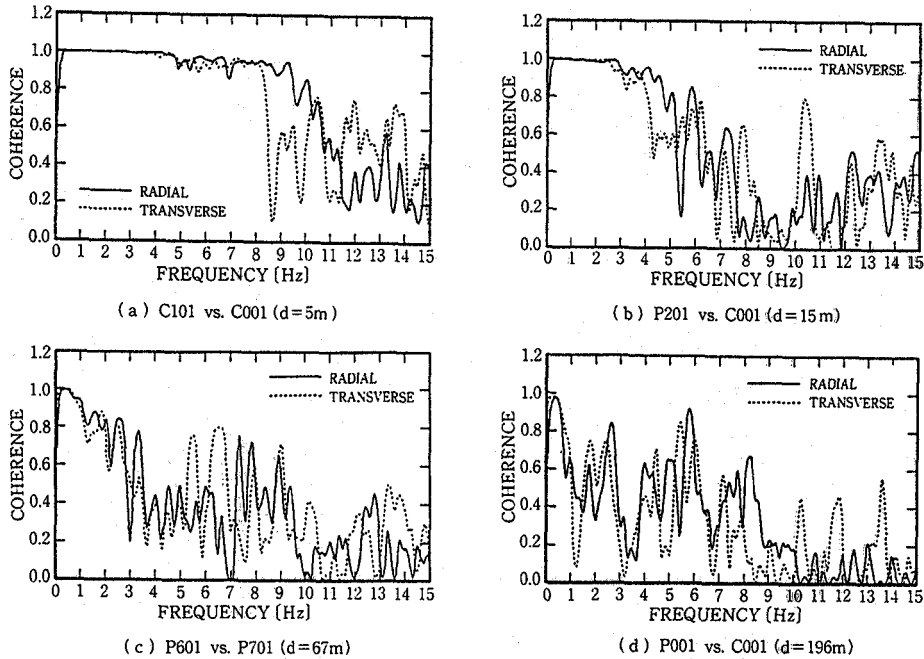 1.2
1.0
0.8
0.6
0.4
0.2
0.0
COHERENCE
RADIAL
TRANSVERSE
0 1 2 3 4 5 6 7 8 9 10 11 12 13 14 15
FREQUENCY (Hz)
(a) C101 vs. C001 (d=5m)
1.2
1.0
0.8
0.6
0.4
0.2
0.0
COHERENCE
RADIAL
TRANSVERSE
0 1 2 3 4 5 6 7 8 9 10 11 12 13 14 15
FREQUENCY (Hz)
(b) P201 vs. C001 (d=15m)
1.2
1.0
0.8
0.6
0.4
0.2
0.0
COHERENCE
RADIAL
TRANSVERSE
0 1 2 3 4 5 6 7 8 9 10 11 12 13 14 15
FREQUENCY (Hz)
(c) P601 vs. P701 (d=67m)
1.2
1.0
0.8
0.6
0.4
0.2
0.0
COHERENCE
RADIAL
TRANSVERSE
0 1 2 3 4 5 6 7 8 9 10 11 12 13 14 15
FREQUENCY (Hz)
(d) P001 vs. C001 (d=196m)